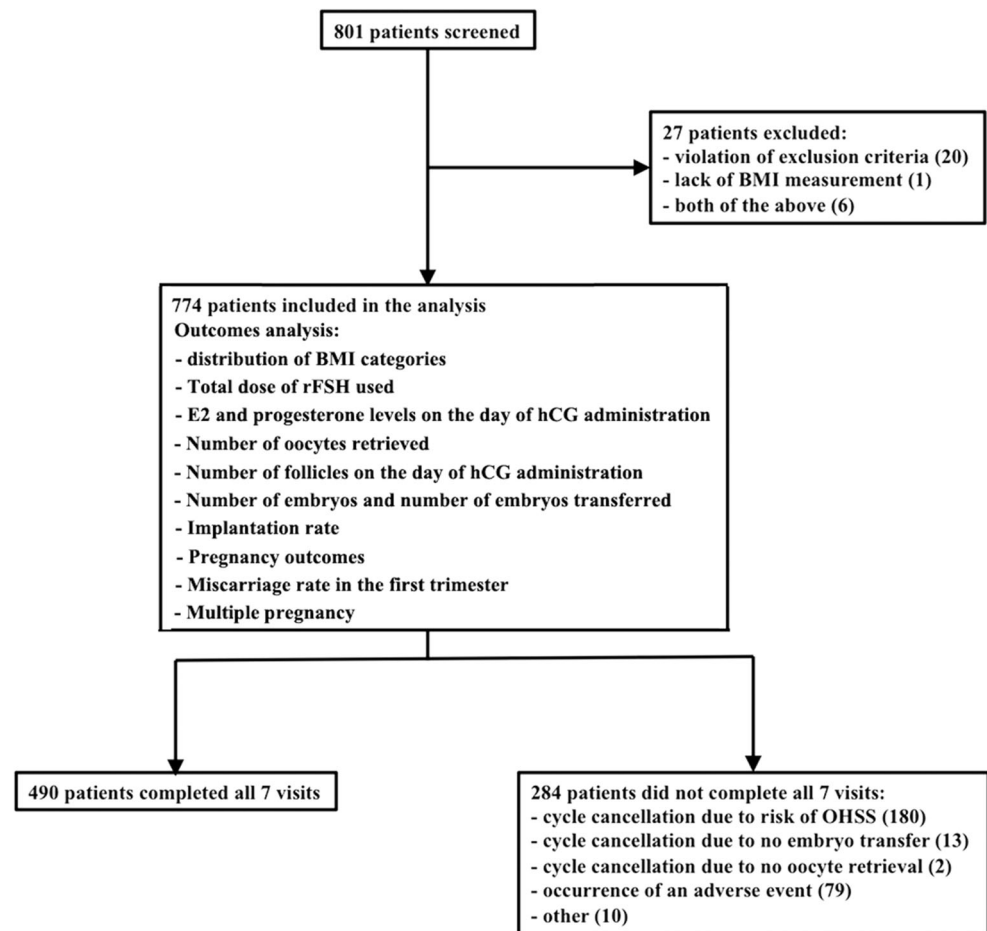 801 patients screened
27 patients excluded:
- violation of exclusion criteria (20)
- lack of BMI measurement (1)
- both of the above (6)
774 patients included in the analysis
Outcomes analysis:
- distribution of BMI categories
- Total dose of rFSH used
- E2 and progesterone levels on the day of hCG administration
- Number of oocytes retrieved
- Number of follicles on the day of hCG administration
- Number of embryos and number of embryos transferred
- Implantation rate
- Pregnancy outcomes
- Miscarriage rate in the first trimester
- Multiple pregnancy
490 patients completed all 7 visits
284 patients did not complete all 7 visits:
- cycle cancellation due to risk of OHSS (180)
- cycle cancellation due to no embryo transfer (13)
- cycle cancellation due to no oocyte retrieval (2)
- occurrence of an adverse event (79)
- other (10)